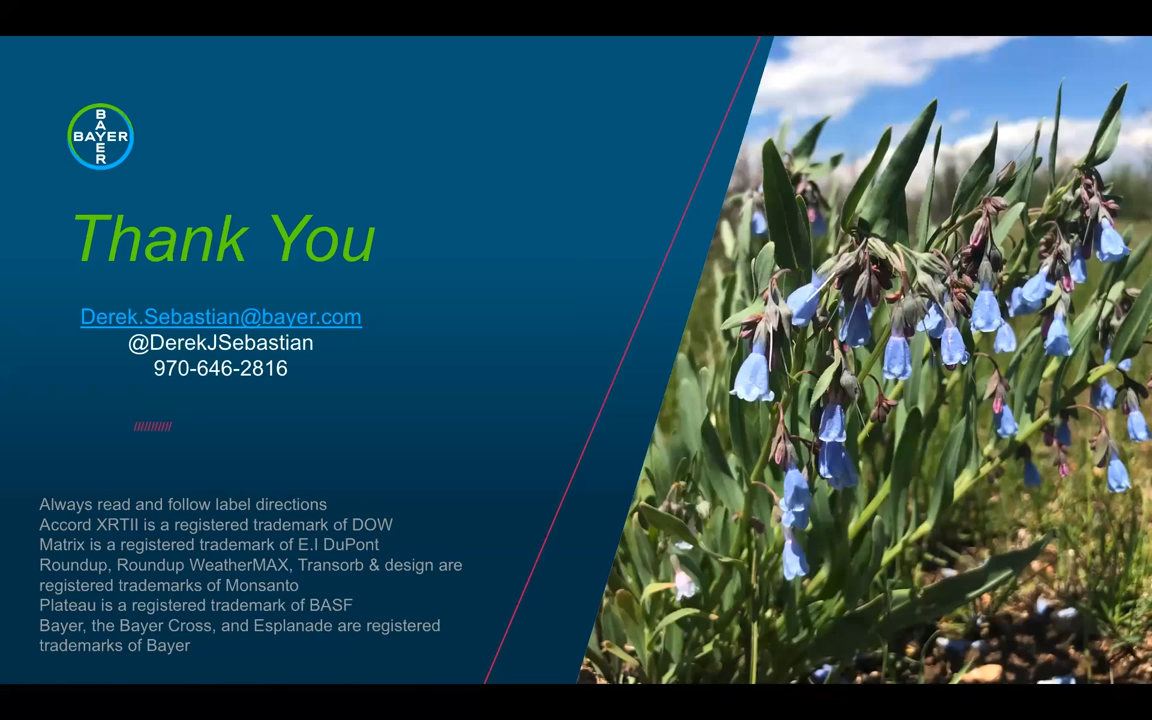 BAYER
BAYER
Thank You
Derek.Sebastian@bayer.com
@DerekJSebastian
970-646-2816
///////////
Always read and follow label directions
Accord XRTII is a registered trademark of DOW
Matrix is a registered trademark of E.I DuPont
Roundup, Roundup WeatherMAX, Transorb & design are
registered trademarks of Monsanto
Plateau is a registered trademark of BASF
Bayer, the Bayer Cross, and Esplanade are registered
trademarks of Bayer